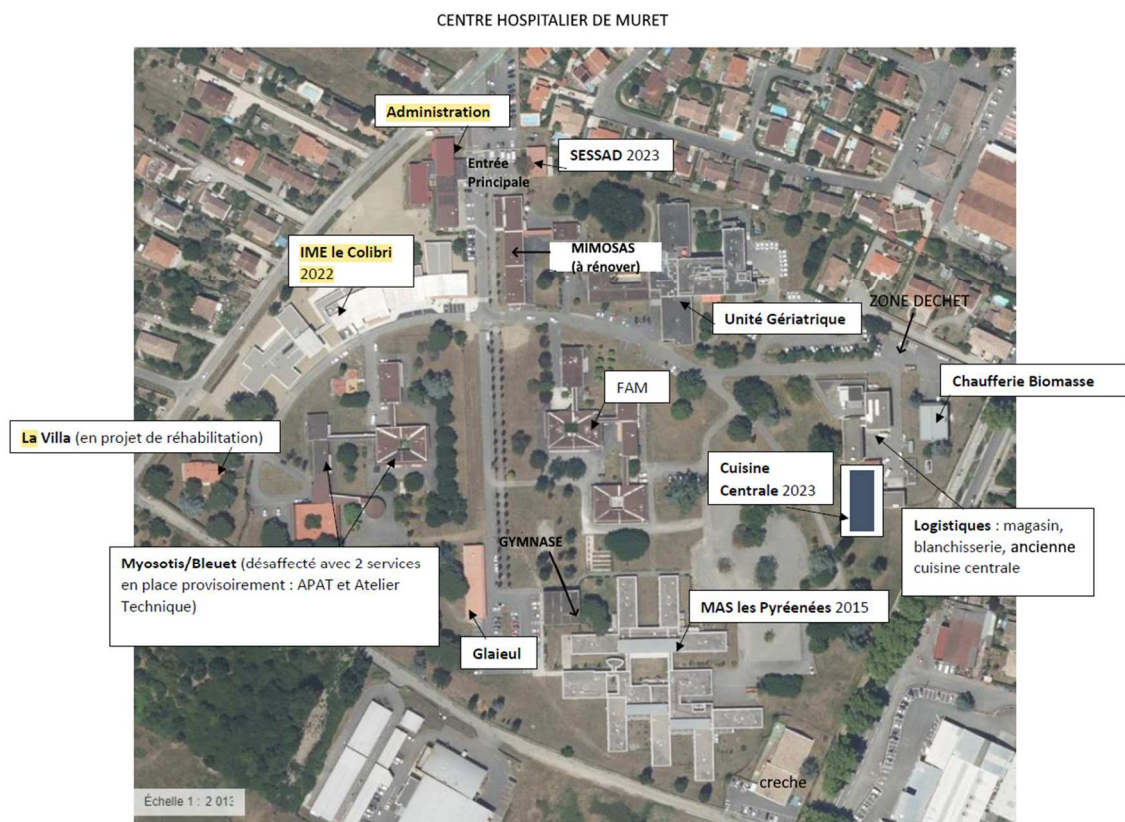 CENTRE HOSPITALIER DE MURET
Administration
SESSAD 2023
Entrée
Principale
IME le Colibri
2022
MIMOSAS
(à rénover)
ZONE DECHET
Unité Gériatrique
Chaufferie Biomasse
FAM
La Villa (en projet de réhabilitation)
Cuisine
Centrale 2023
Logistiques : magasin,
blanchisserie, ancienne
cuisine centrale
GYMNASE
Myosotis/Bleuet (désaffecté avec 2 services
en place provisoirement : APAT et Atelier
Technique)
MAS les Pyréenées 2015
Glaieul
creche
Échelle 1 : 2 013